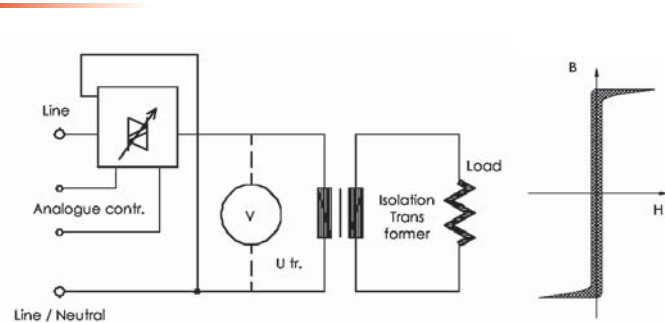 B
Line
Load
Analogue contr.
V
Isolation
Trans
former
H
U tr.
Line / Neutral